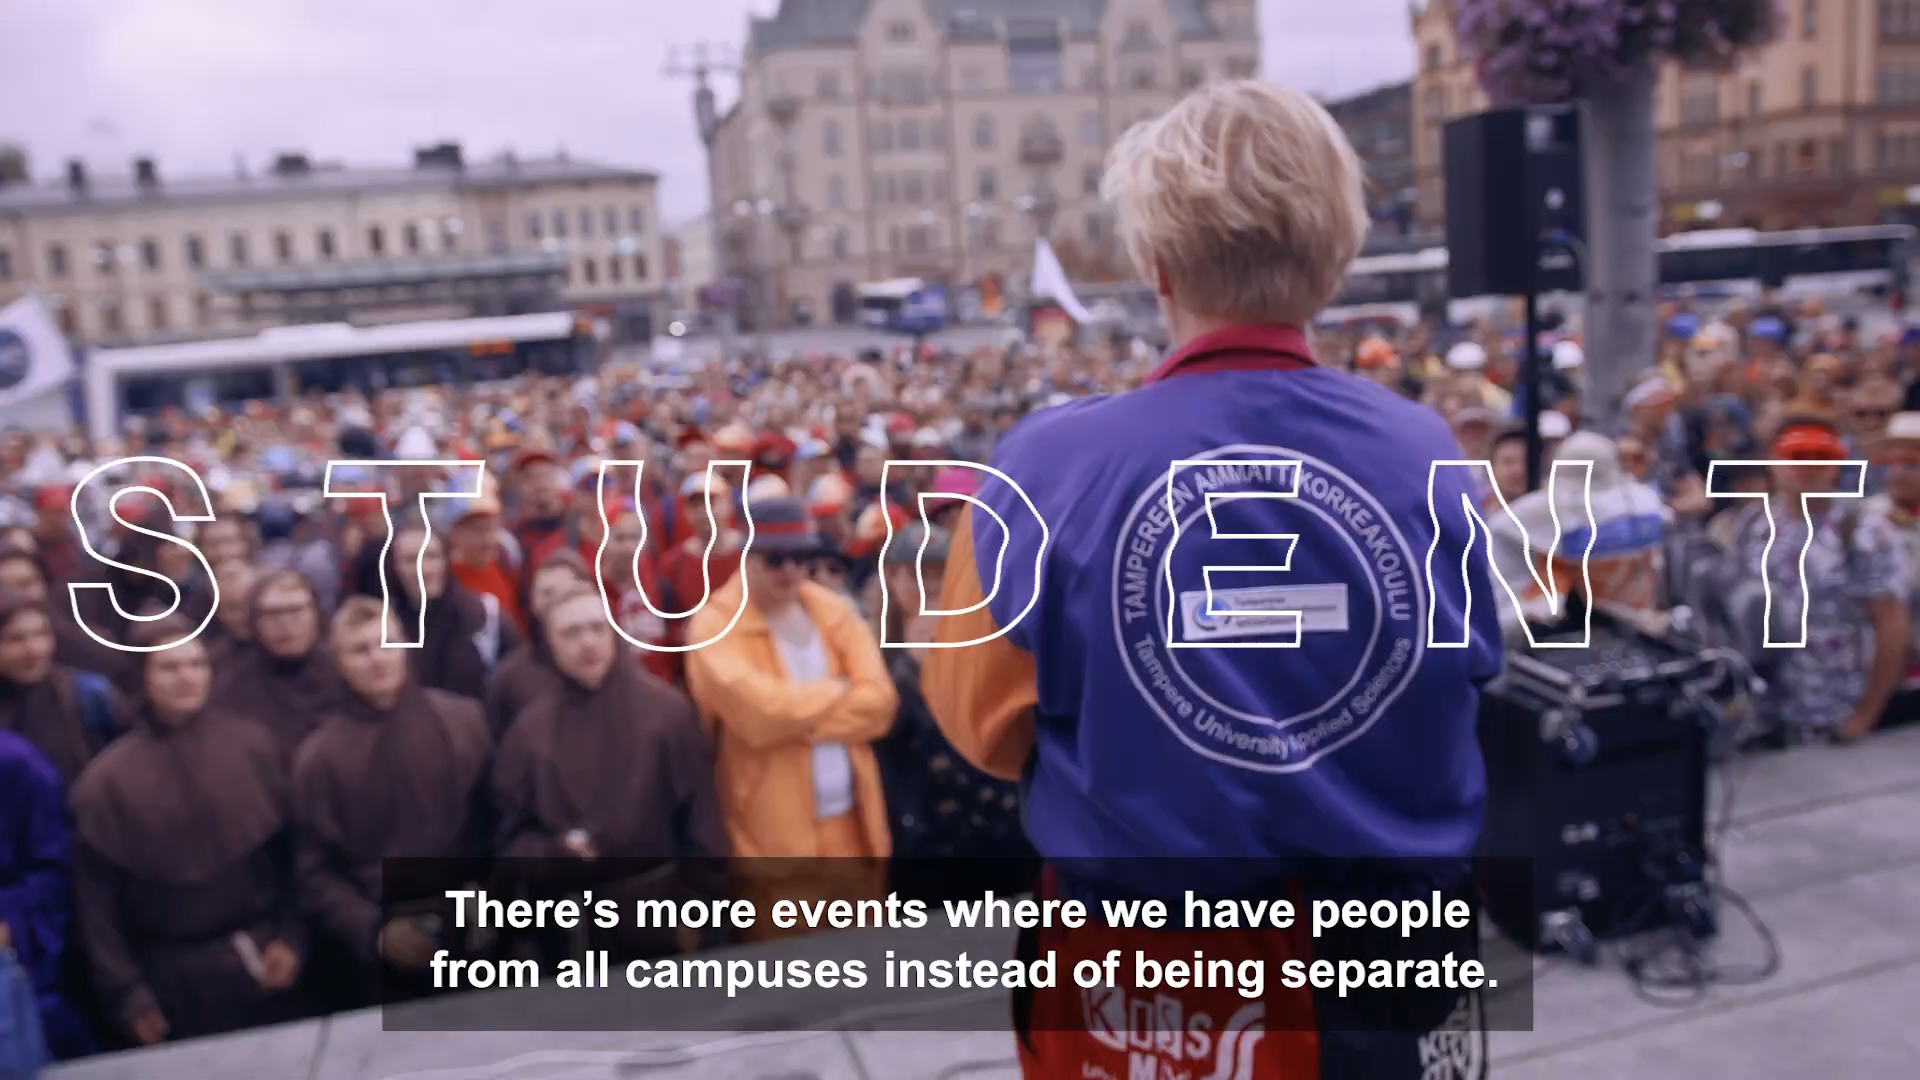 STUDENT
TAMPEREEN AMMATTIKORKEAKOULU
Tampere University Applied Sciences
There’s more events where we have people
from all campuses instead of being separate.